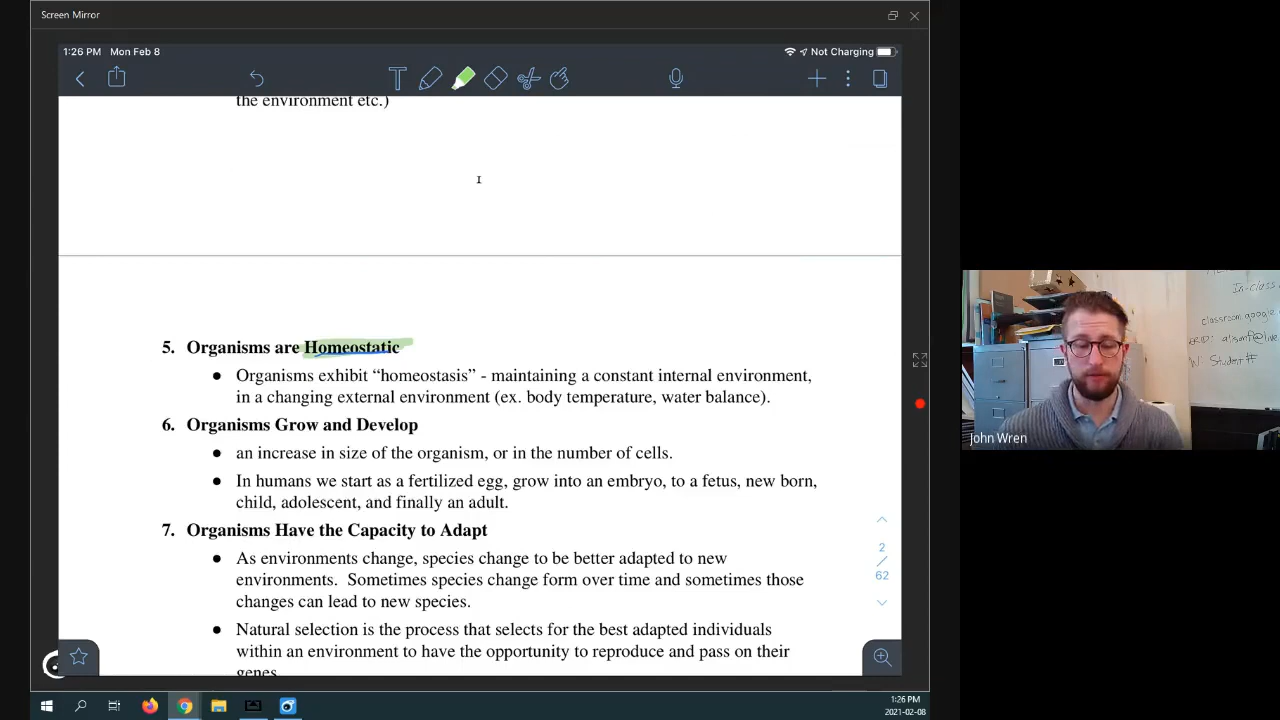 Screen Mirror
1:26 PM Mon Feb 8
Not Charging
T
the environment etc.)
5. Organisms are Homeostatic
● Organisms exhibit “homeostasis” - maintaining a constant internal environment,
in a changing external environment (ex. body temperature, water balance).
6. Organisms Grow and Develop
● an increase in size of the organism, or in the number of cells.
● In humans we start as a fertilized egg, grow into an embryo, to a fetus, new born,
child, adolescent, and finally an adult.
7. Organisms Have the Capacity to Adapt
● As environments change, species change to be better adapted to new
environments. Sometimes species change form over time and sometimes those
changes can lead to new species.
● Natural selection is the process that selects for the best adapted individuals
within an environment to have the opportunity to reproduce and pass on their
genes
2
/
62
In-class
classroom.google
Student#
John Wren
1:26 PM
2021-02-08